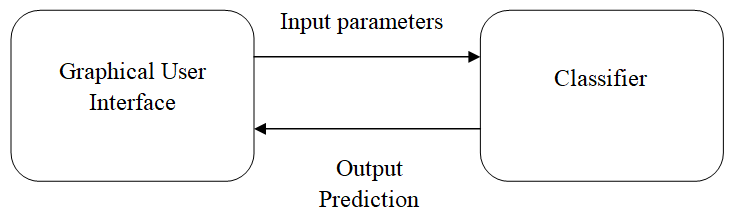 Input parameters
Graphical User
Interface
Classifier
Output
Prediction